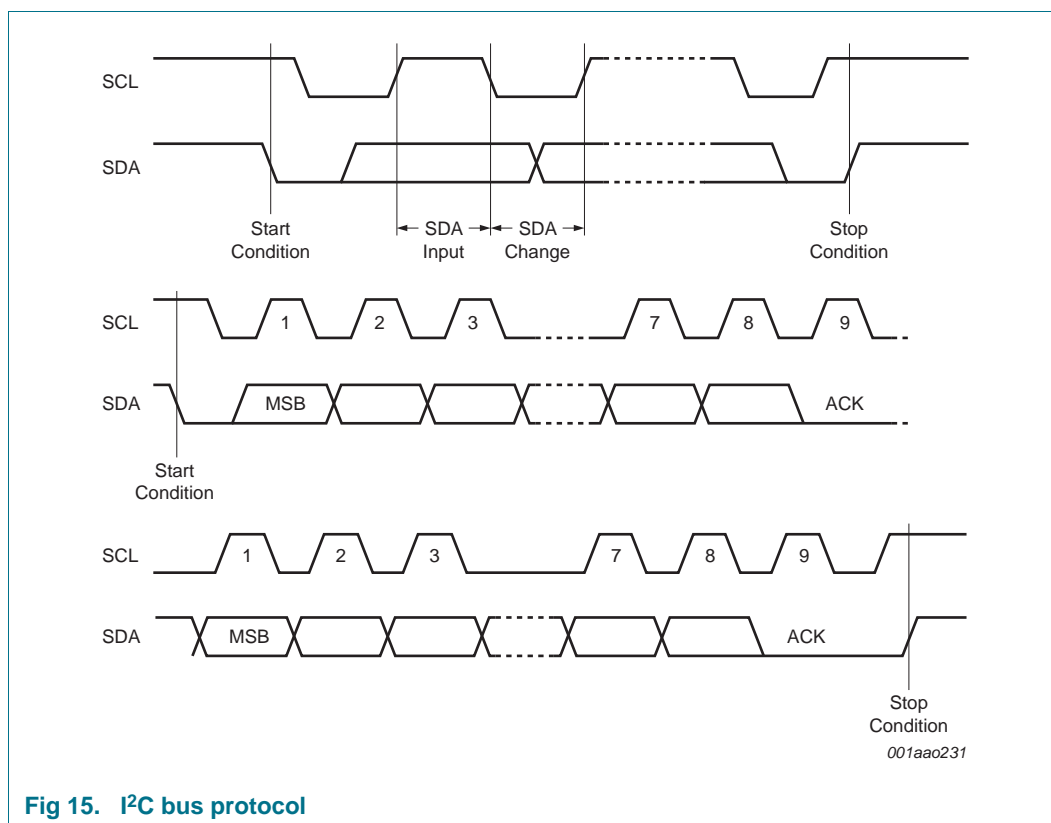 SCL
SDA
Start
Condition
SDA
Input
SDA
Change
Stop
Condition
SCL
1 2 3 7 8 9
SDA
MSB
ACK
Start
Condition
SCL
1 2 3 7 8 9
SDA
MSB
ACK
Stop
Condition
001aao231
Fig 15. I²C bus protocol